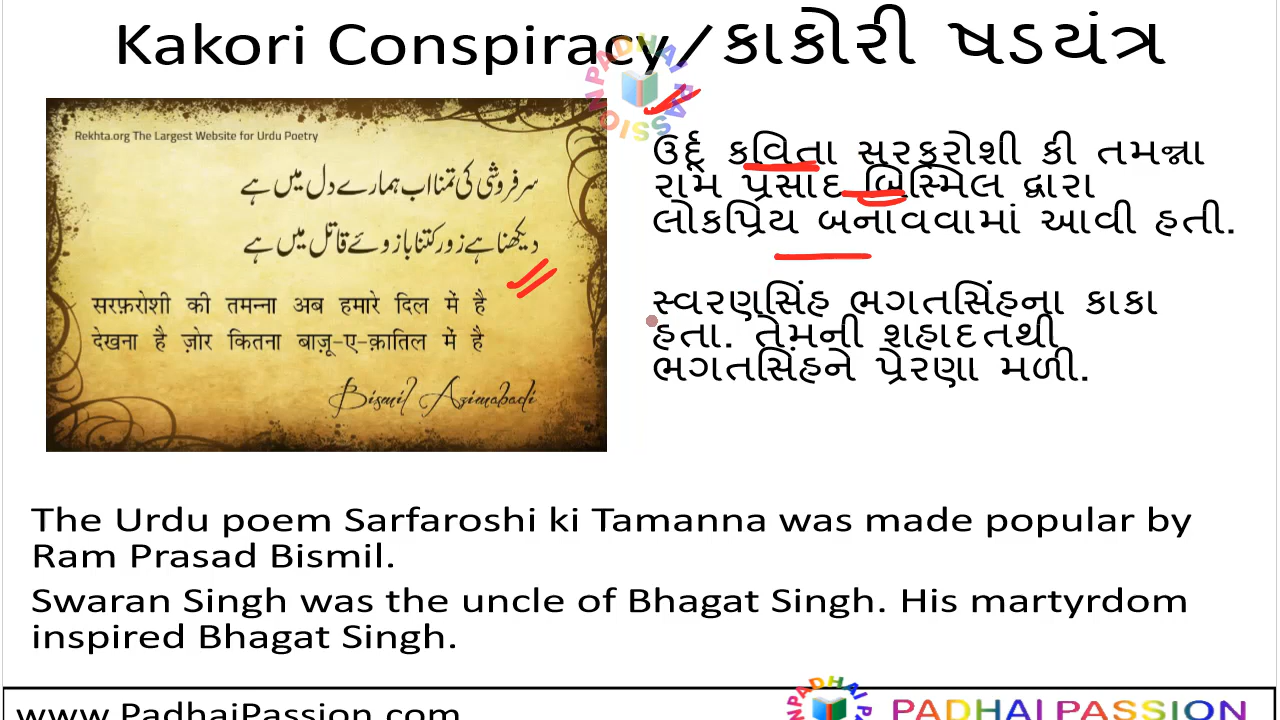 Kakori Conspiracy/કાકોરી ષડયંત્ર
Rekhta.org The Largest Website for Urdu Poetry
سرفروشی کی تمنا اب ہمارے دل میں ہے
دیکھنا ہے زور کتنا بازوئے قاتل میں ہے
सरफ़रोशी की तमन्ना अब हमारे दिल में है
देखना है ज़ोर कितना बाज़ू-ए-क़ातिल में है
Bismil Azimabadi
ઉર્દૂ કવિતા સરફરોશી કી તમન્ના
રામ પ્રસાદ બિસ્મિલ દ્વારા
લોકપ્રિય બનાવવામાં આવી હતી.
સ્વરણસિંહ ભગતસિંહના કાકા
હતા. તેમની શહાદતથી
ભગતસિંહને પ્રેરણા મળી.
The Urdu poem Sarfaroshi ki Tamanna was made popular by
Ram Prasad Bismil.
Swaran Singh was the uncle of Bhagat Singh. His martyrdom
inspired Bhagat Singh.
www.PadhaiPassion.com
PADHAI PASSION